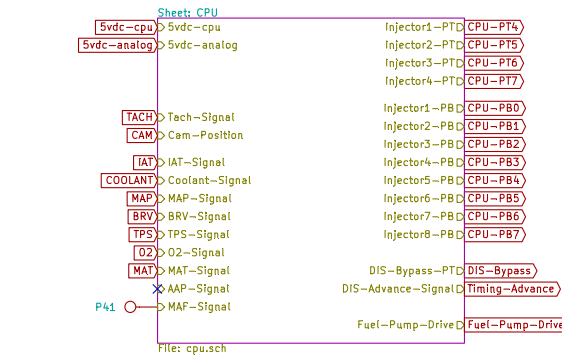 Sheet: CPU
5vdc-cpu 5vdc-cpu Injector1-PT CPU-PT4
5vdc-analog 5vdc-analog Injector2-PT CPU-PT5
Injector3-PT CPU-PT6
Injector4-PT CPU-PT7
Injector1-PB CPU-PB0
TACH Tach-Signal Injector2-PB CPU-PB1
CAM Cam-Position Injector3-PB CPU-PB2
IAT IAT-Signal Injector4-PB CPU-PB3
COOLANT Coolant-Signal Injector5-PB CPU-PB4
MAP MAP-Signal Injector6-PB CPU-PB5
BRV BRV-Signal Injector7-PB CPU-PB6
TPS TPS-Signal Injector8-PB CPU-PB7
O2 O2-Signal
MAT MAT-Signal DIS-Bypass-PT DIS-Bypass
AAP-Signal DIS-Advance-Signal Timing-Advance
P41 MAF-Signal
Fuel-Pump-Drive Fuel-Pump-Drive
File: cpu.sch